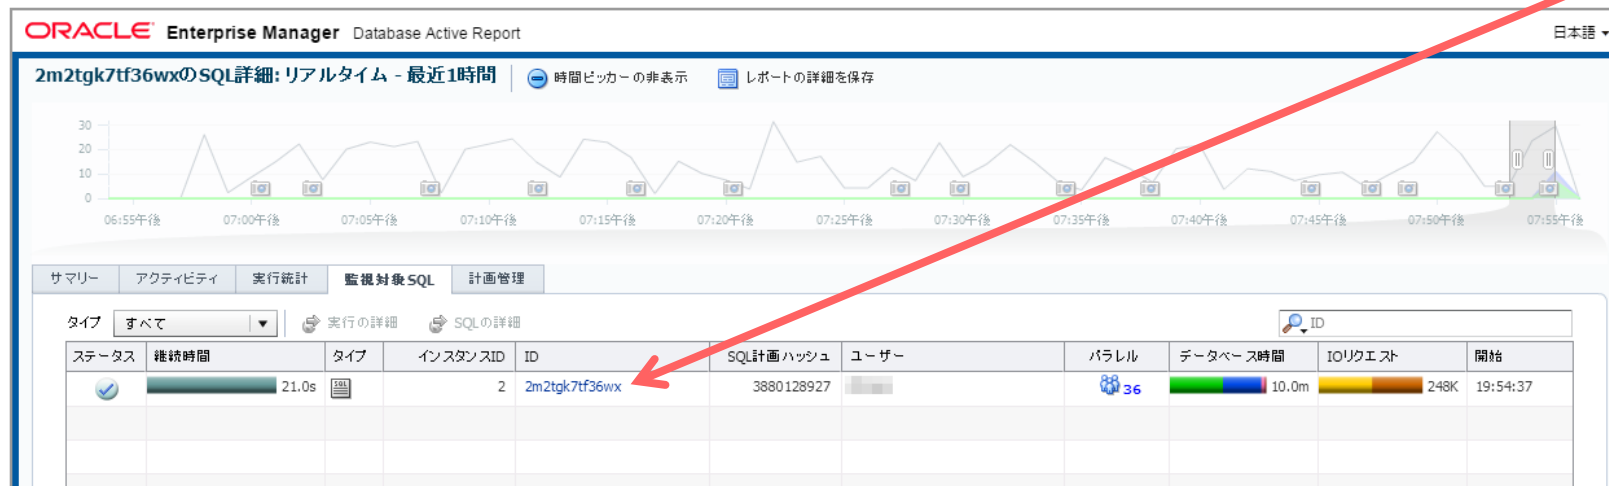 ORACLE Enterprise Manager Database Active Report 日本語
2m2tgk7tf36wxのSQL詳細: リアルタイム - 最近1時間 時間ピッカーの非表示 レポートの詳細を保存
30
20
10
0
06:55午後 07:00午後 07:05午後 07:10午後 07:15午後 07:20午後 07:25午後 07:30午後 07:35午後 07:40午後 07:45午後 07:50午後 07:55午後
サマリー アクティビティ 実行統計 監視対象SQL 計画管理
タイプ すべて 実行の詳細 SQLの詳細 ID
ステータス 継続時間 タイプ インスタンスID ID SQL計画ハッシュ ユーザー パラレル データベース時間 IOリクエスト 開始
21.0s SQL 2 2m2tgk7tf36wx 3880128927 36 10.0m 248K 19:54:37